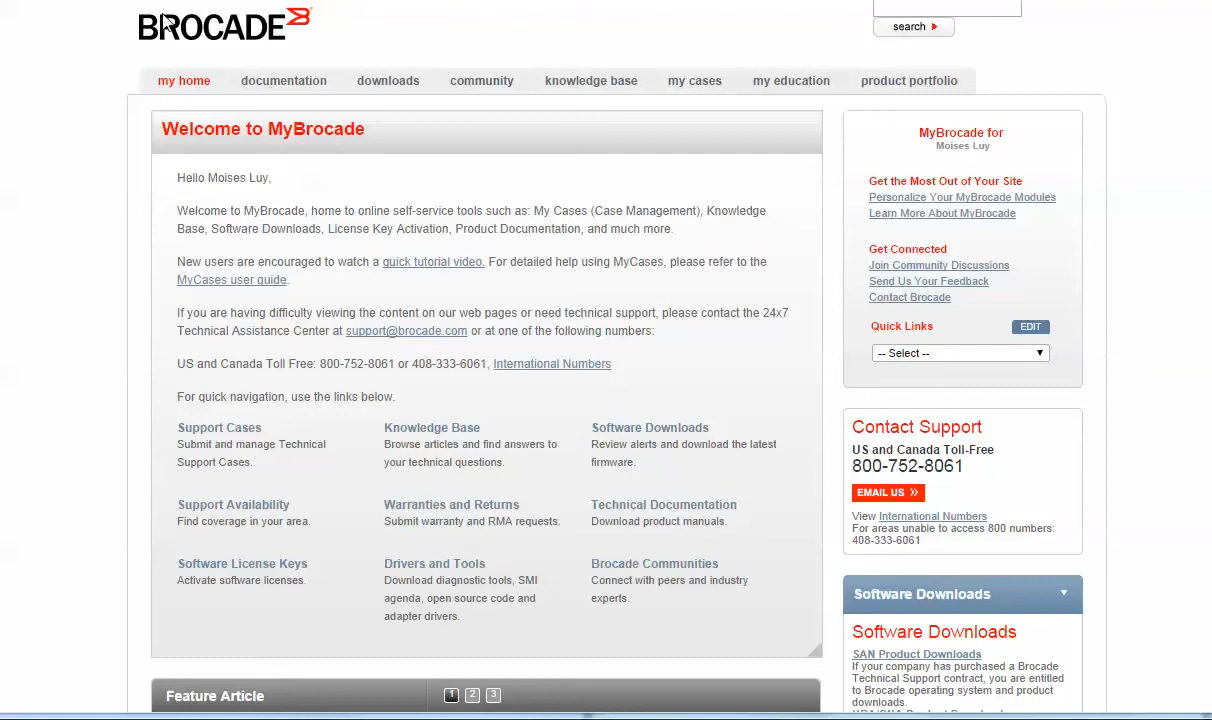 BROCADE
search
my home documentation downloads community knowledge base my cases my education product portfolio
Welcome to MyBrocade
Hello Moises Luy,
Welcome to MyBrocade, home to online self-service tools such as: My Cases (Case Management), Knowledge
Base, Software Downloads, License Key Activation, Product Documentation, and much more.
New users are encouraged to watch a quick tutorial video. For detailed help using MyCases, please refer to the
MyCases user guide.
If you are having difficulty viewing the content on our web pages or need technical support, please contact the 24x7
Technical Assistance Center at support@brocade.com or at one of the following numbers:
US and Canada Toll Free: 800-752-8061 or 408-333-6061, International Numbers
For quick navigation, use the links below.
Support Cases
Submit and manage Technical
Support Cases.
Knowledge Base
Browse articles and find answers to
your technical questions.
Software Downloads
Review alerts and download the latest
firmware.
Support Availability
Find coverage in your area.
Warranties and Returns
Submit warranty and RMA requests.
Technical Documentation
Download product manuals.
Software License Keys
Activate software licenses.
Drivers and Tools
Download diagnostic tools, SMI
agenda, open source code and
adapter drivers.
Brocade Communities
Connect with peers and industry
experts.
Feature Article 1 2 3
MyBrocade for
Moises Luy
Get the Most Out of Your Site
Personalize Your MyBrocade Modules
Learn More About MyBrocade
Get Connected
Join Community Discussions
Send Us Your Feedback
Contact Brocade
Quick Links EDIT
-- Select --
Contact Support
US and Canada Toll-Free
800-752-8061
EMAIL US »
View International Numbers
For areas unable to access 800 numbers:
408-333-6061
Software Downloads
Software Downloads
SAN Product Downloads
If your company has purchased a Brocade
Technical Support contract, you are entitled
to Brocade operating system and product
downloads.